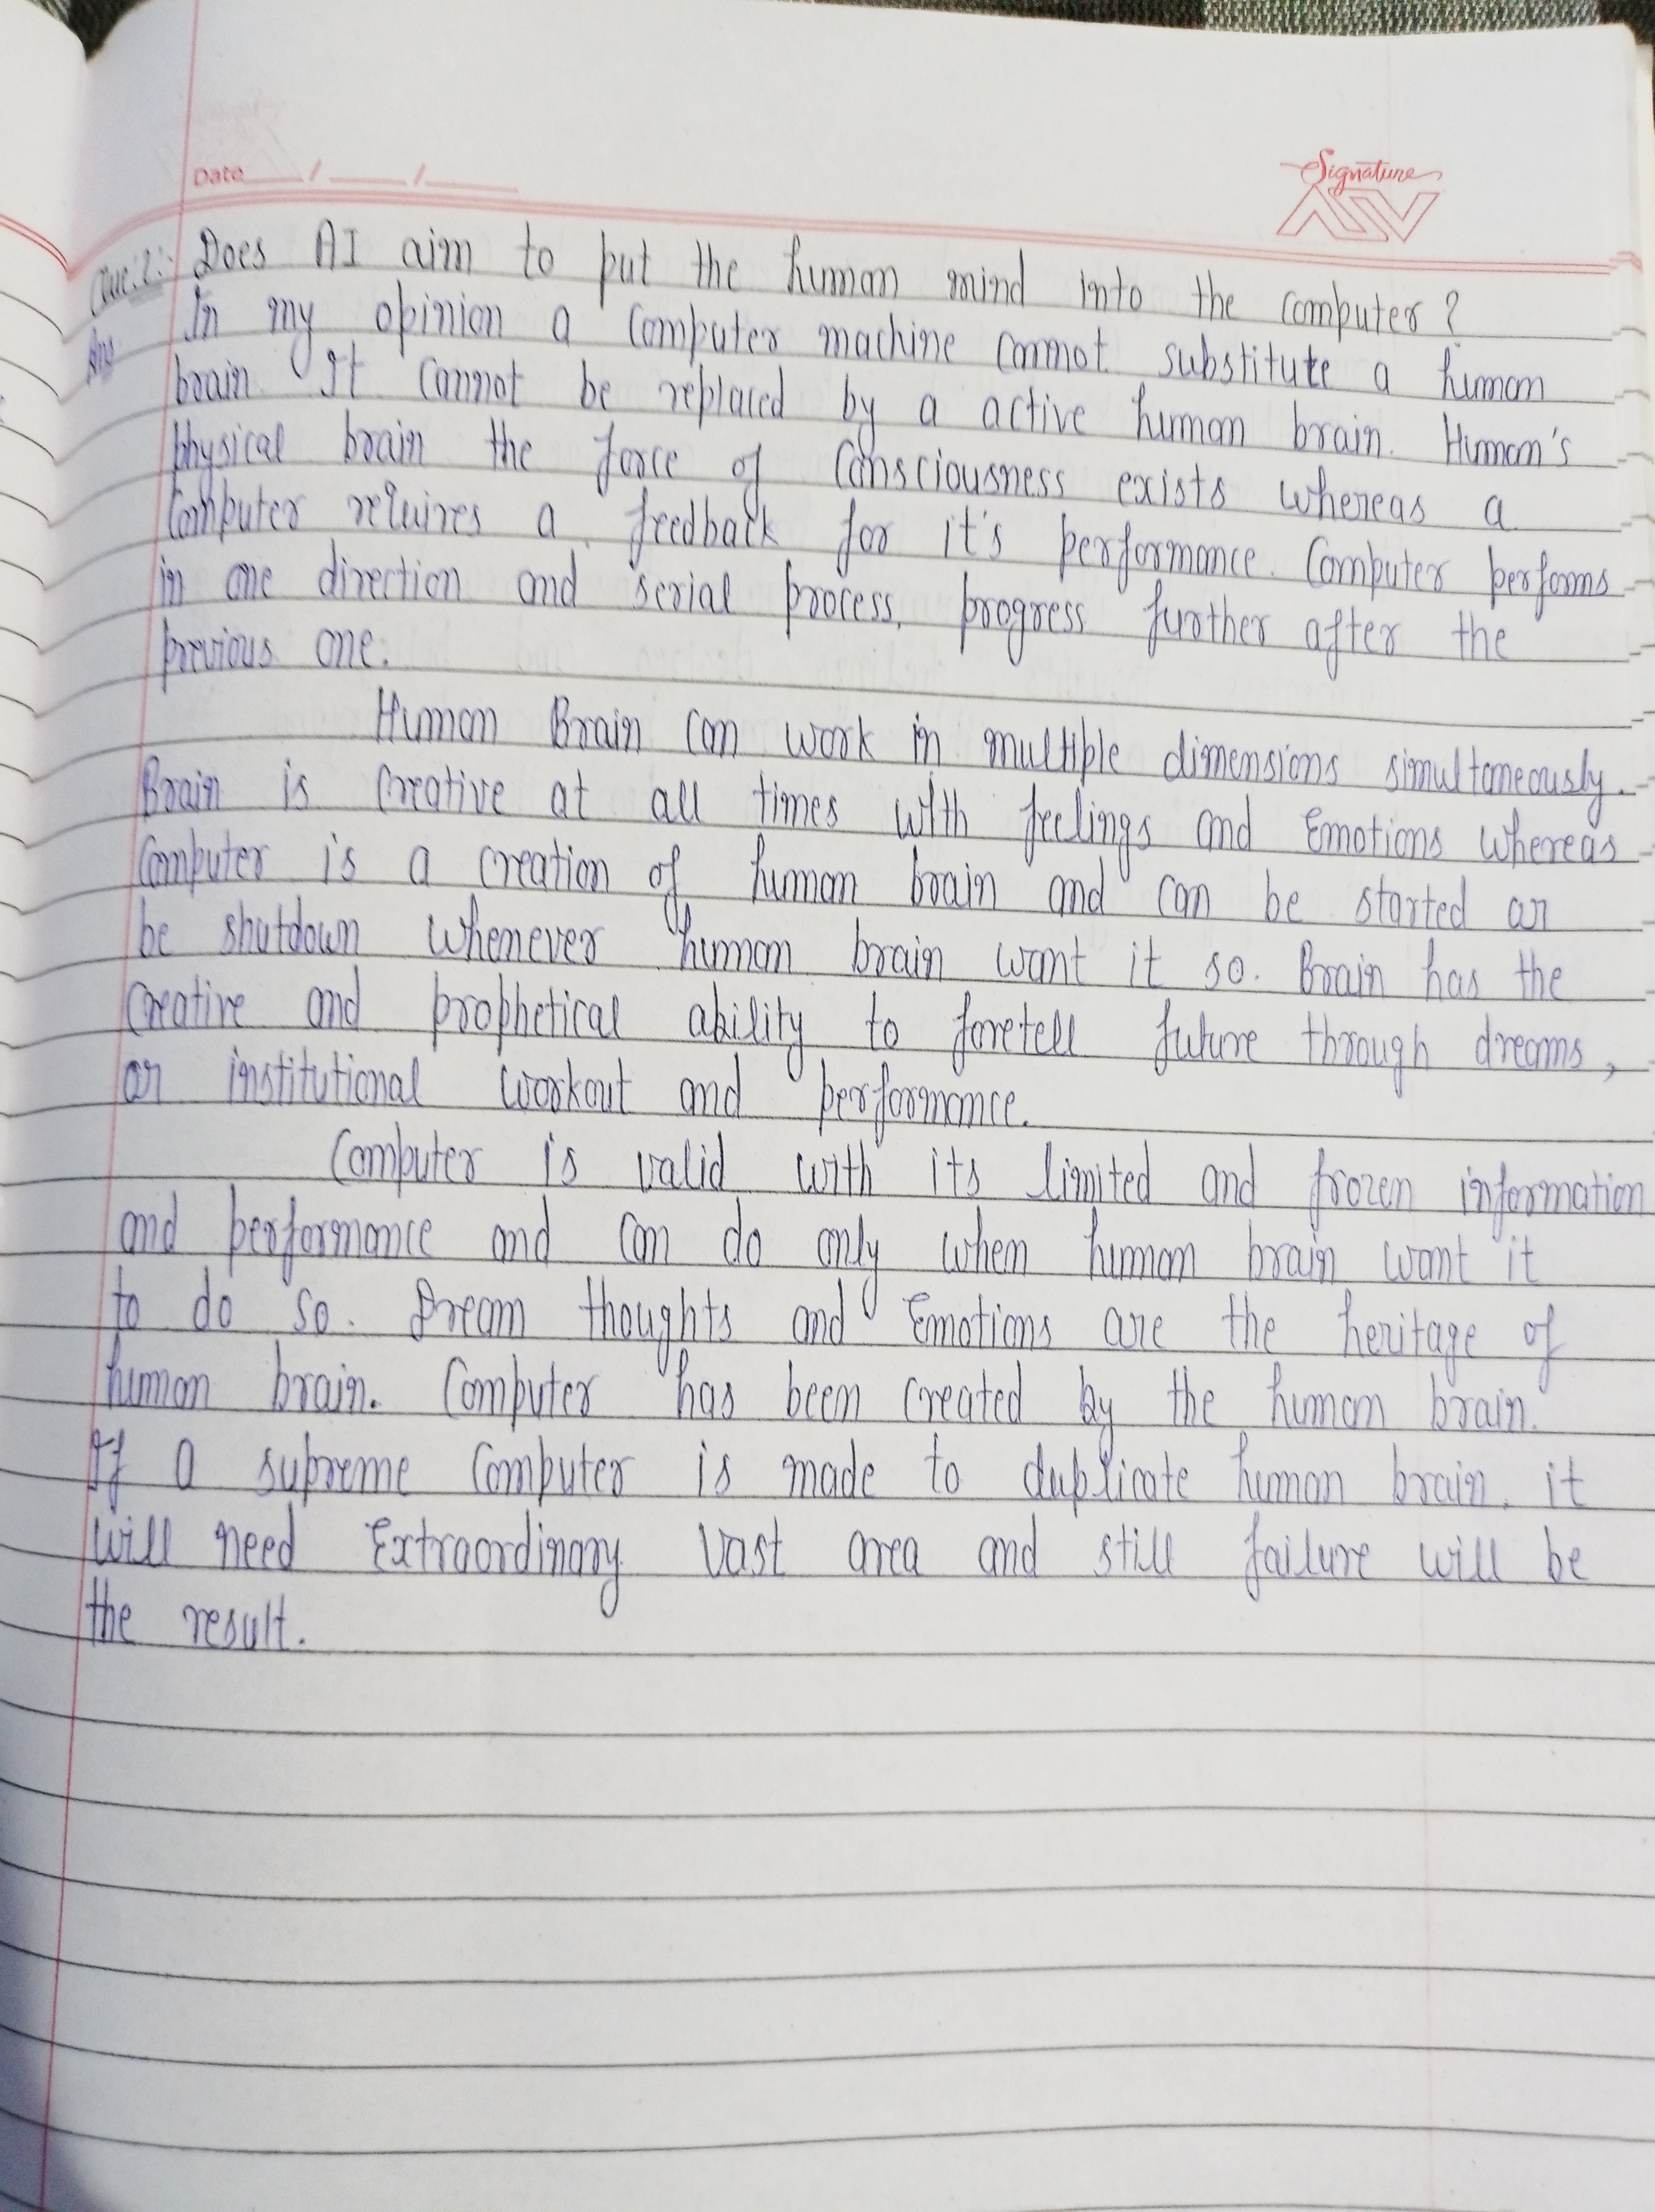 Date / /
Signature
Que:2:- Does AI aim to put the human mind into the computer?
Ans In my opinion a computer machine cannot substitute a human
brain. It cannot be replaced by a active human brain. Human's
physical brain the force of consciousness exists whereas a
Computer requires a feedback for it's performance. Computer performs
in one direction and serial process, progress further after the
previous one.
Human Brain can work in multiple dimensions simultaneously.
Brain is creative at all times with feelings and Emotions whereas
Computer is a creation of human brain and can be started or
be shutdown whenever human brain want it so. Brain has the
creative and prophetical ability to foretell future through dreams,
or institutional workout and performance.
Computer is valid with its limited and frozen information
and performance and can do only when human brain want it
to do so. Dream thoughts and Emotions are the heritage of
human brain. Computer has been created by the human brain.
If a supreme computer is made to duplicate human brain, it
will need Extraordinary vast area and still failure will be
the result.